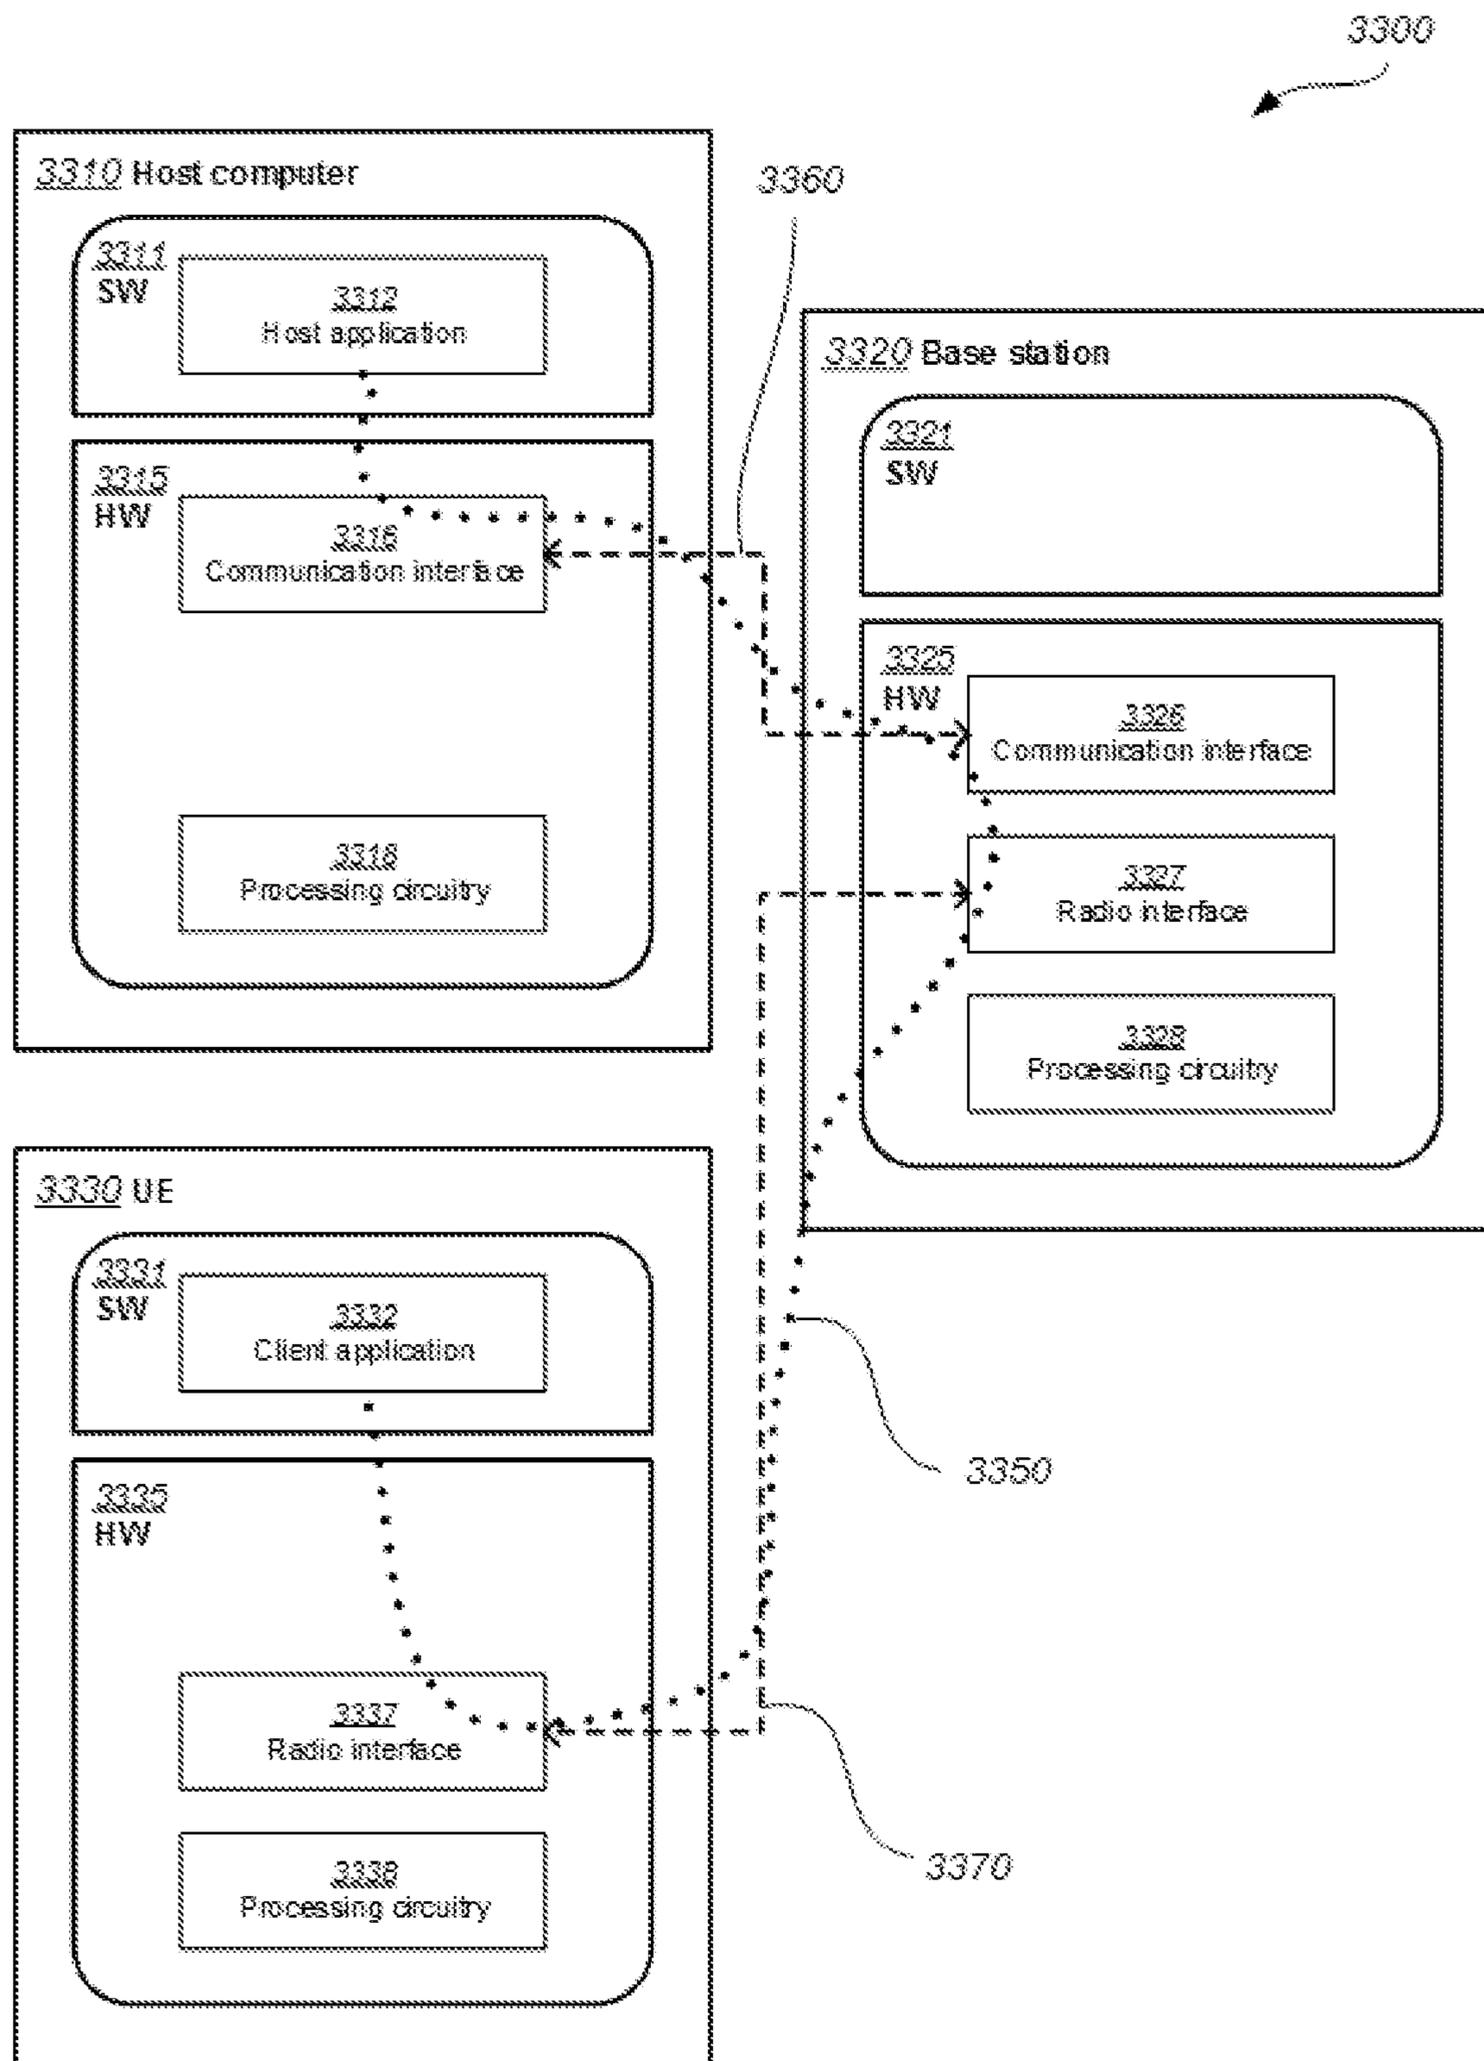 3300
3310 Host computer
3311
SW
3312
Host application
3315
HW
3316
Communication interface
3318
Processing circuitry
3360
3320 Base station
3321
SW
3325
HW
3326
Communication interface
3327
Radio interface
3328
Processing circuitry
3330 UE
3331
SW
3332
Client application
3335
HW
3337
Radio interface
3338
Processing circuitry
3350
3370